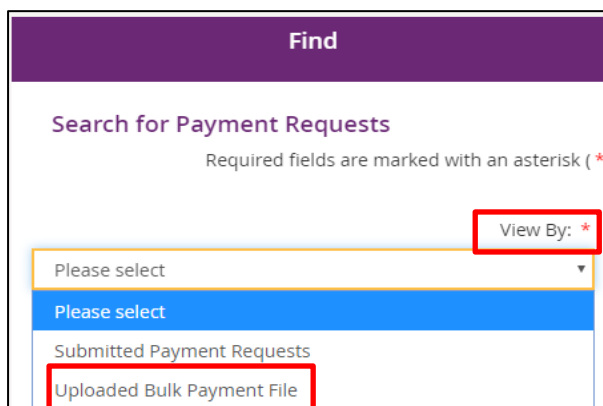 Find
Search for Payment Requests
Required fields are marked with an asterisk ( *
View By: *
Please select
Please select
Submitted Payment Requests
Uploaded Bulk Payment File